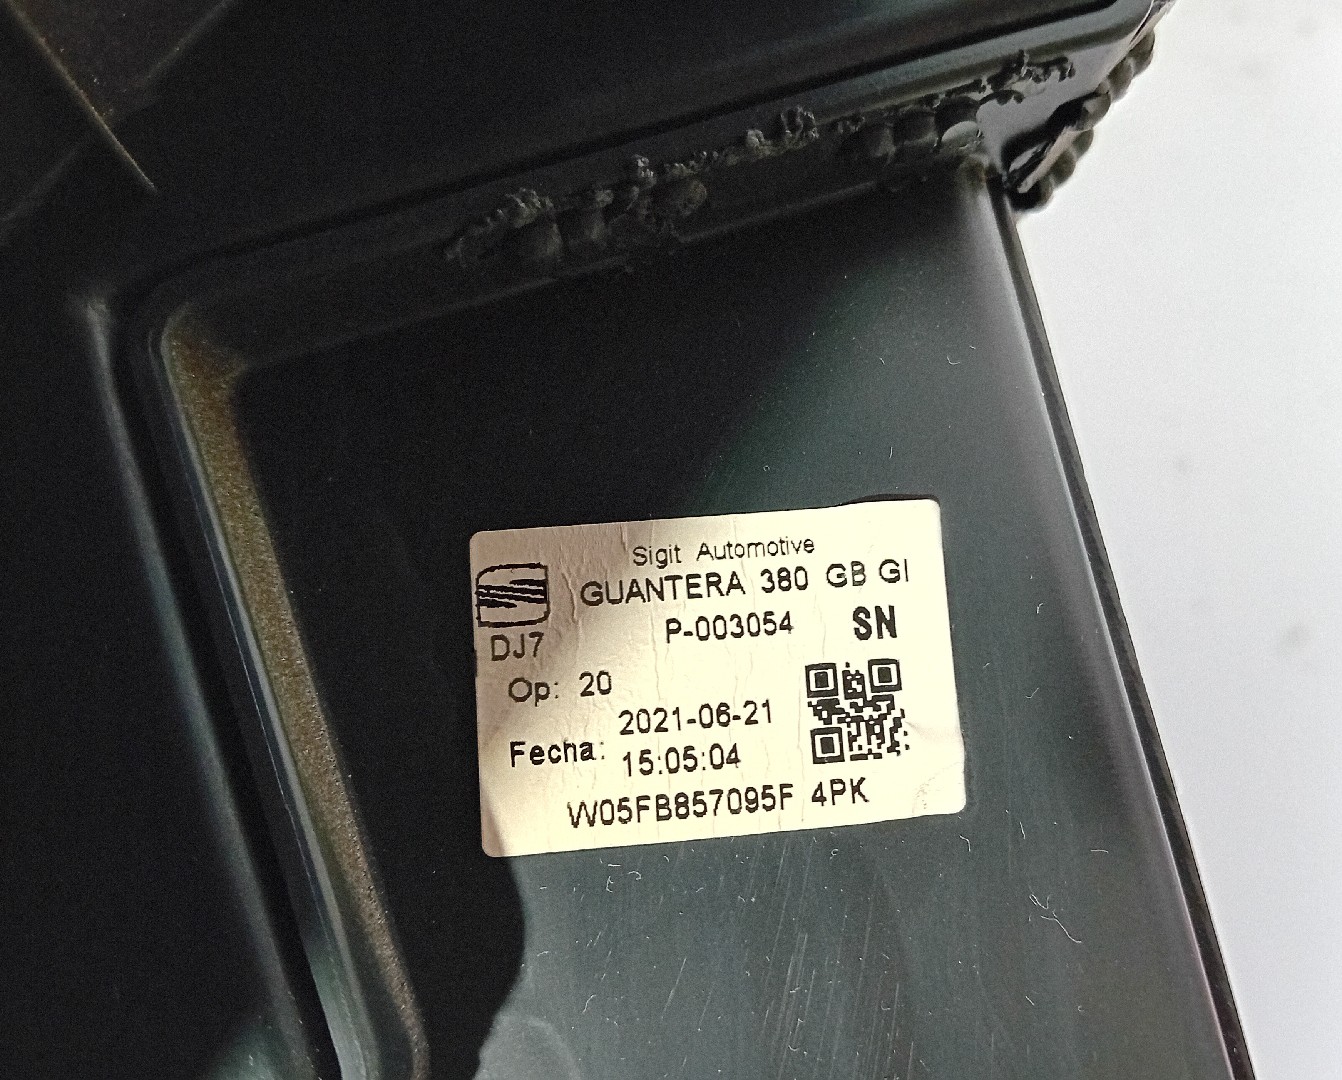 Sigit Automotive
GUANTERA 380 GB GI
P-003054 SN
DJ7
Op: 20
2021-06-21
Fecha: 15:05:04
W05FB857095F 4PK